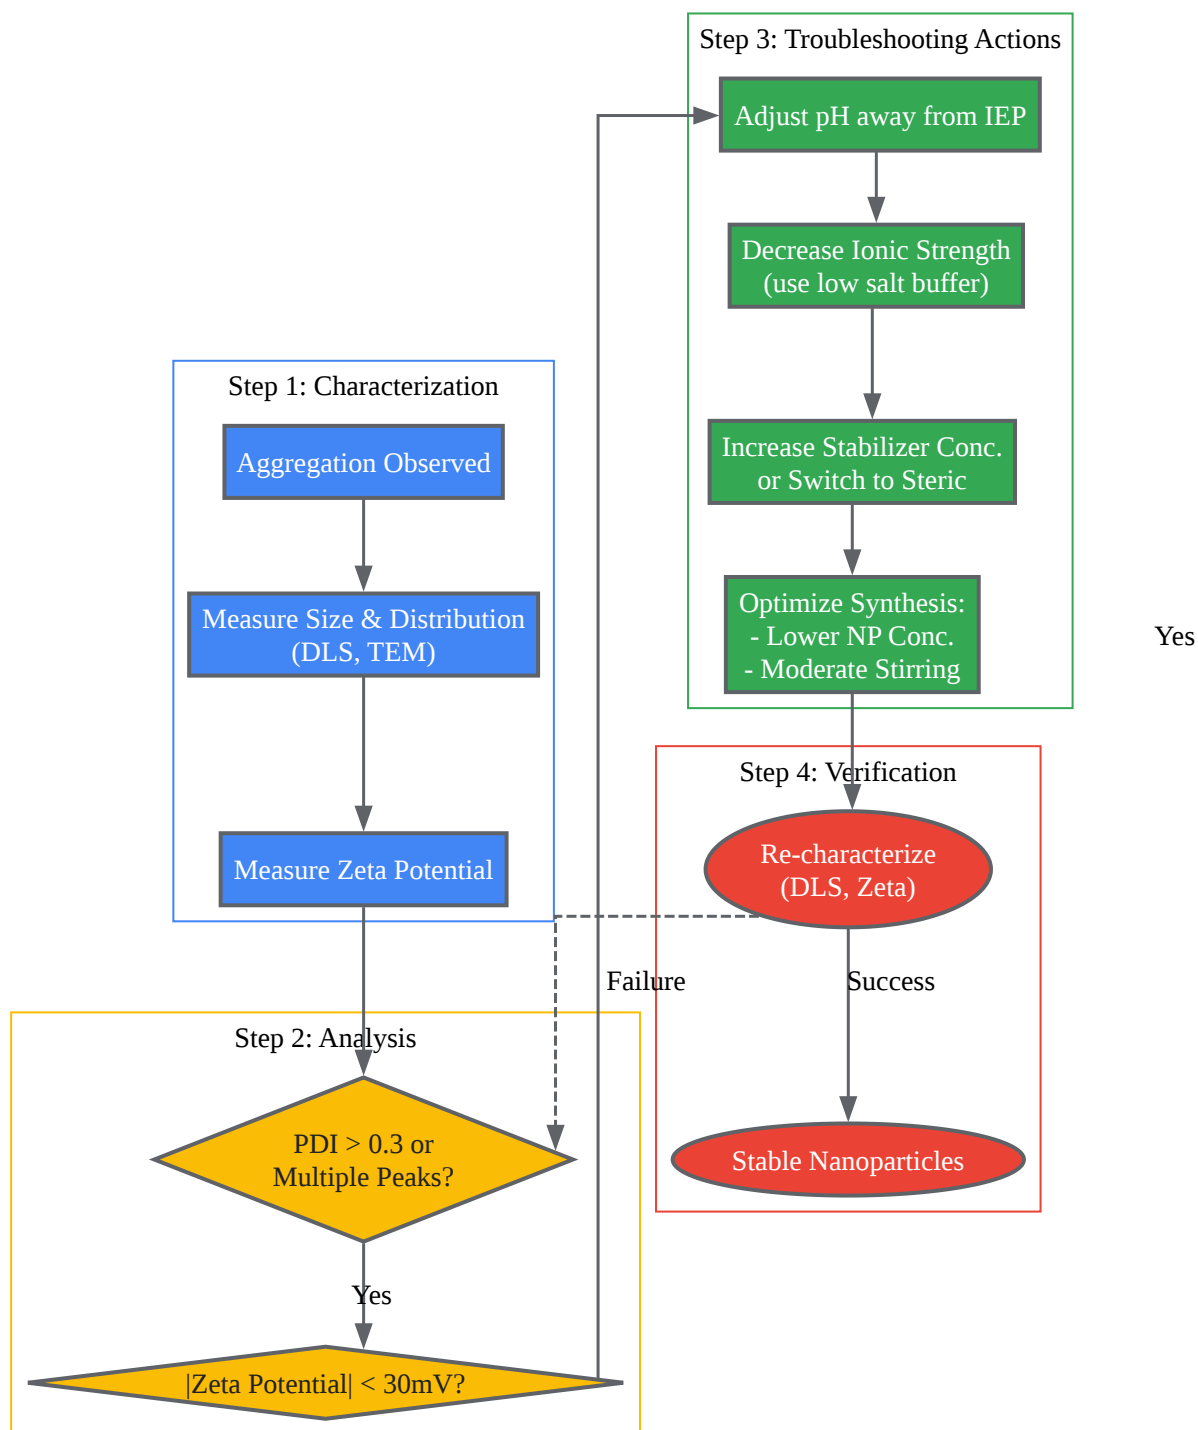 Step 1: Characterization
Aggregation Observed
Measure Size & Distribution
(DLS, TEM)
Measure Zeta Potential
Step 2: Analysis
PDI > 0.3 or
Multiple Peaks?
Yes
|Zeta Potential| < 30mV?
Step 3: Troubleshooting Actions
Adjust pH away from IEP
Decrease Ionic Strength
(use low salt buffer)
Increase Stabilizer Conc.
or Switch to Steric
Optimize Synthesis:
- Lower NP Conc.
- Moderate Stirring
Yes
Step 4: Verification
Re-characterize
(DLS, Zeta)
Failure
Success
Stable Nanoparticles